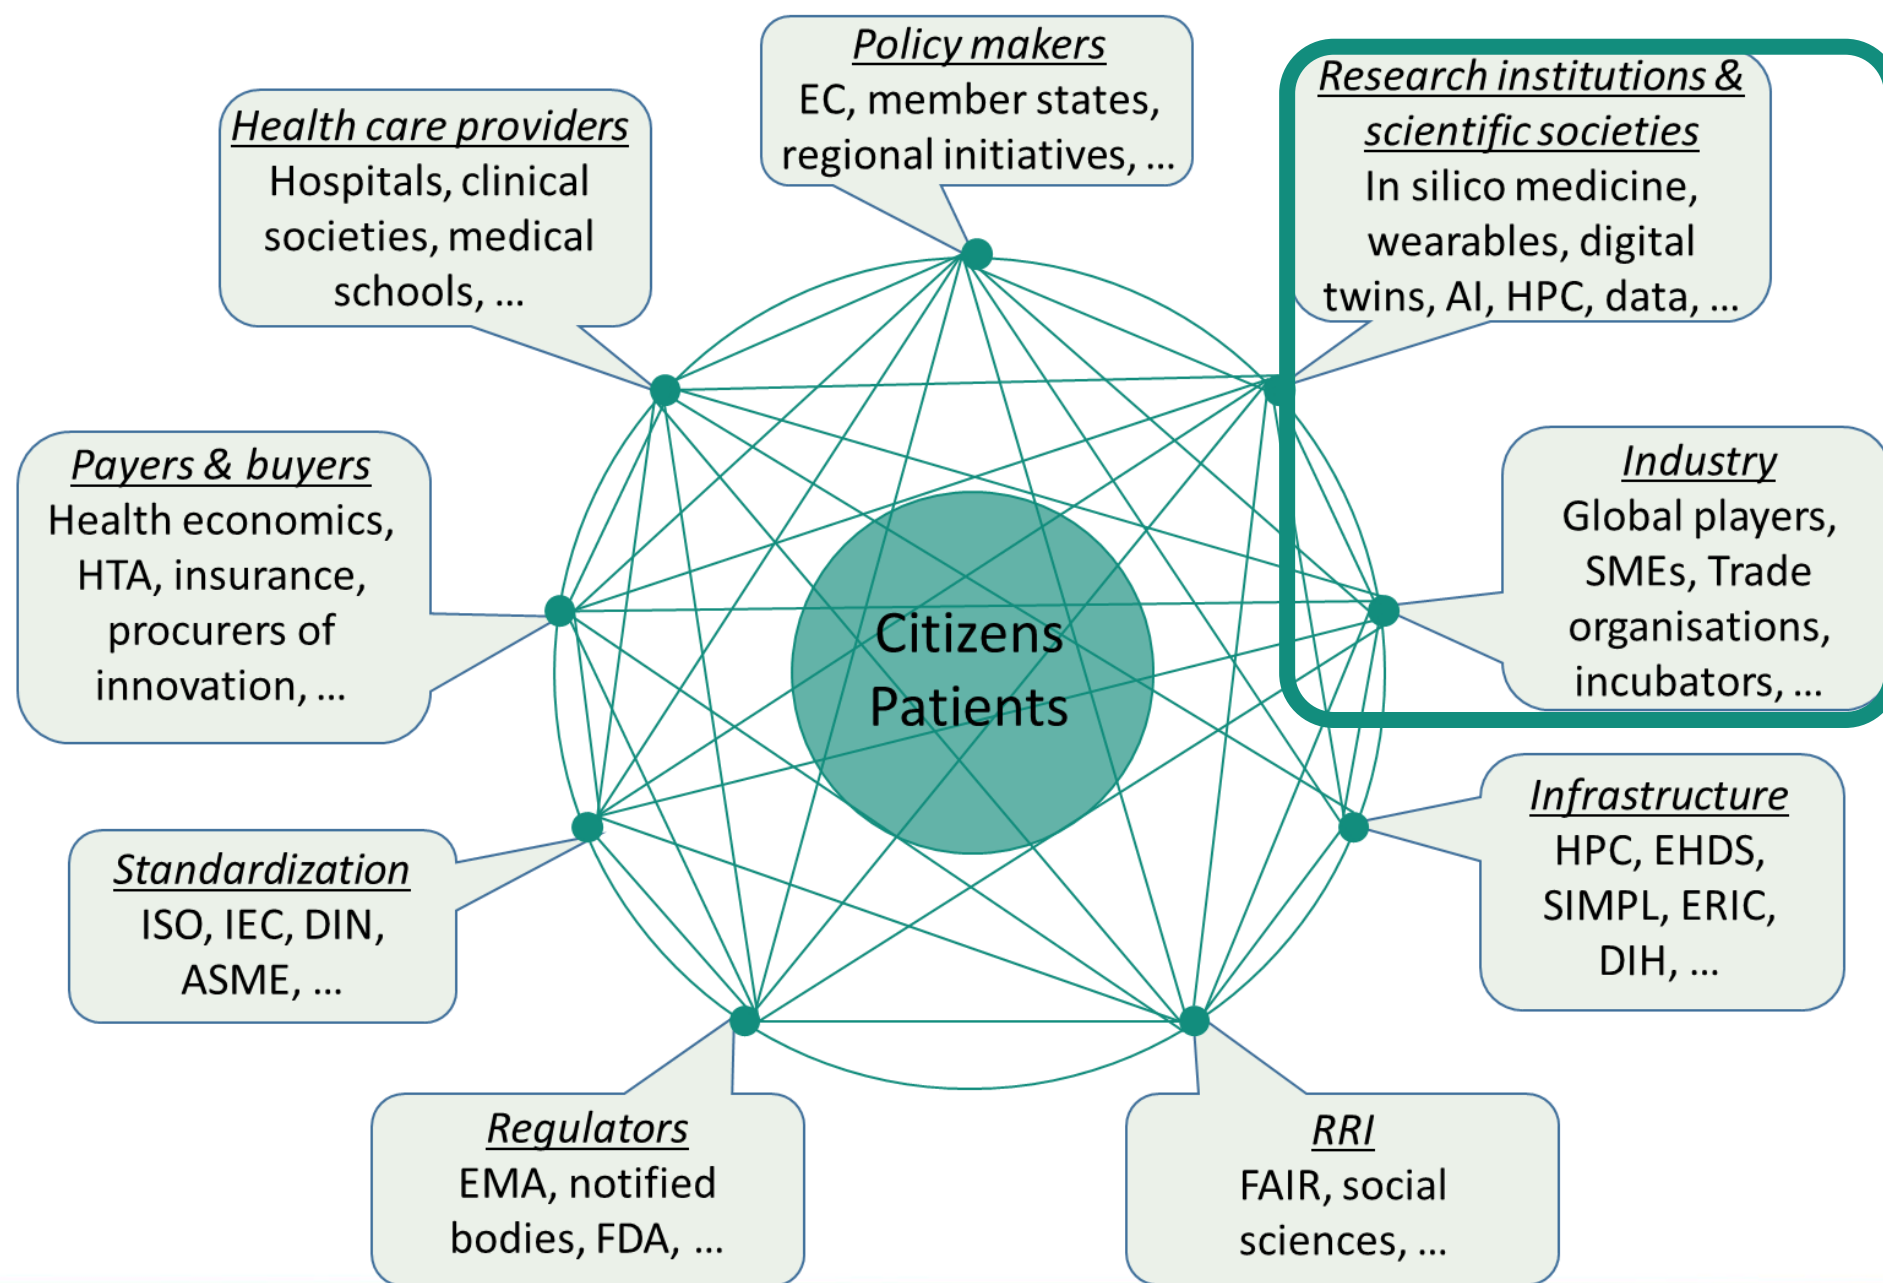 Policy makers
EC, member states,
regional initiatives, ...
Research institutions &
scientific societies
In silico medicine,
wearables, digital
twins, AI, HPC, data, ...
Health care providers
Hospitals, clinical
societies, medical
schools, ...
Industry
Global players,
SMEs, Trade
organisations,
incubators, ...
Payers & buyers
Health economics,
HTA, insurance,
procurers of
innovation, ...
Citizens
Patients
Infrastructure
HPC, EHDS,
SIMPL, ERIC,
DIH, ...
Standardization
ISO, IEC, DIN,
ASME, ...
Regulators
EMA, notified
bodies, FDA, ...
RRI
FAIR, social
sciences, ...